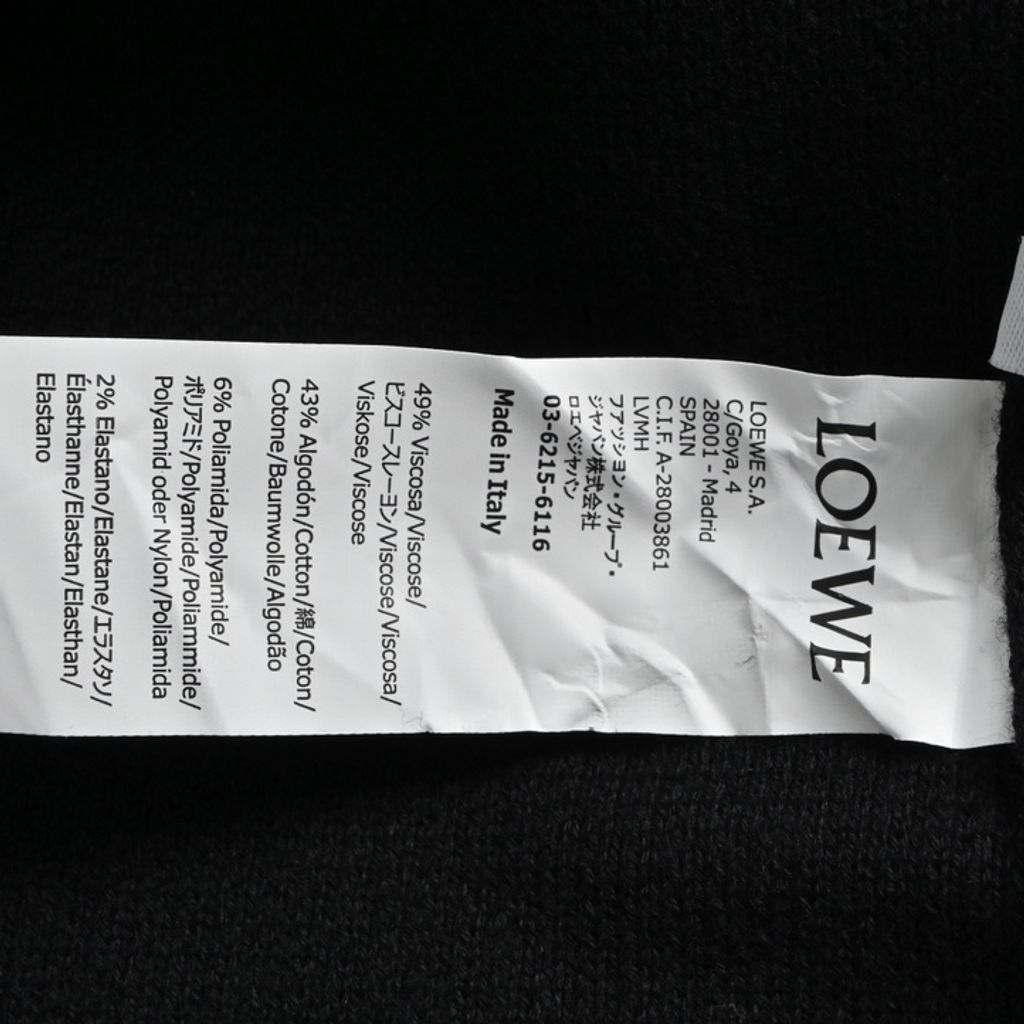 LOEWE
LOEWE S.A.
C/Goya, 4
28001 - Madrid
SPAIN
C.I.F. A-28003861
LVMH
ファッション・グループ・
ジャパン株式会社
ロエベジャパン
03-6215-6116
Made in Italy
49% Viscosa/Viscose/
ビスコースレーヨン/Viscose/Viscosa/
Viskose/Viscose
43% Algodón/Cotton/綿/Coton/
Cotone/Baumwolle/Algodão
6% Poliamida/Polyamide/
ポリアミド/Polyamide/Poliammide/
Polyamid oder Nylon/Poliamida
2% Elastano/Elastane/エラスタン/
Élasthanne/Elastan/Elasthan/
Elastano